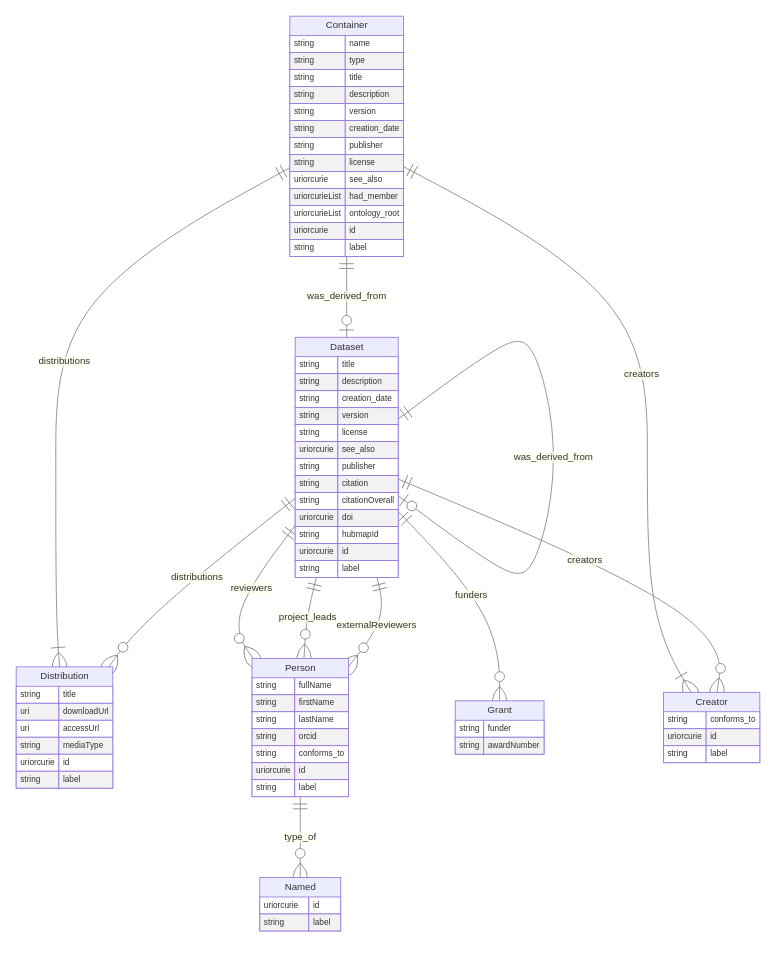 Container
string name
string type
string title
string description
string version
string creation_date
string publisher
string license
uriorcurie see_also
uriorcurieList had_member
uriorcurieList ontology_root
uriorcurie id
string label
was_derived_from
distributions
creators
Dataset
string title
string description
string creation_date
string version
string license
uriorcurie see_also
string publisher
string citation
string citationOverall
uriorcurie doi
string hubmapId
uriorcurie id
string label
was_derived_from
distributions
reviewers
project_leads
externalReviewers
funders
creators
Distribution
string title
uri downloadUrl
uri accessUrl
string mediaType
uriorcurie id
string label
Person
string fullName
string firstName
string lastName
string orcid
string conforms_to
uriorcurie id
string label
Grant
string funder
string awardNumber
Creator
string conforms_to
uriorcurie id
string label
type_of
Named
uriorcurie id
string label